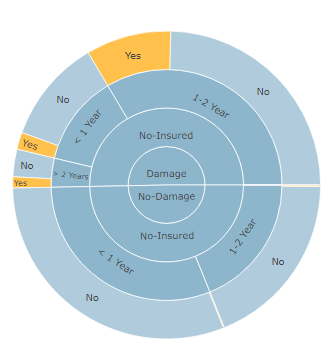 Yes
1-2 Year
No
No
< 1 Year
No-Insured
Yes
No
> 2 Years
Damage
Yes
No-Damage
No-Insured
1-2 Year
< 1 Year
No
No